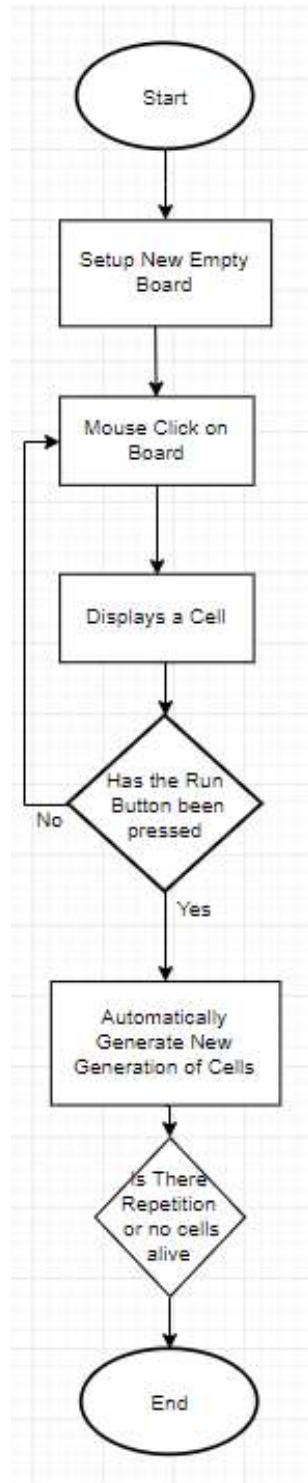 Start
Setup New Empty
Board
Mouse Click on
Board
Displays a Cell
Has the Run
Button been
pressed
No
Yes
Automatically
Generate New
Generation of Cells
Is There
Repetition
or no cells
alive
End